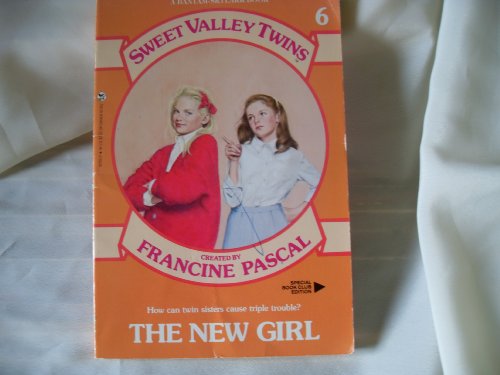 A BANTAM SKYLARK BOOK
6
SWEET VALLEY TWINS
CREATED BY
FRANCINE PASCAL
SPECIAL
BOOK CLUB
EDITION
How can twin sisters cause triple trouble?
THE NEW GIRL